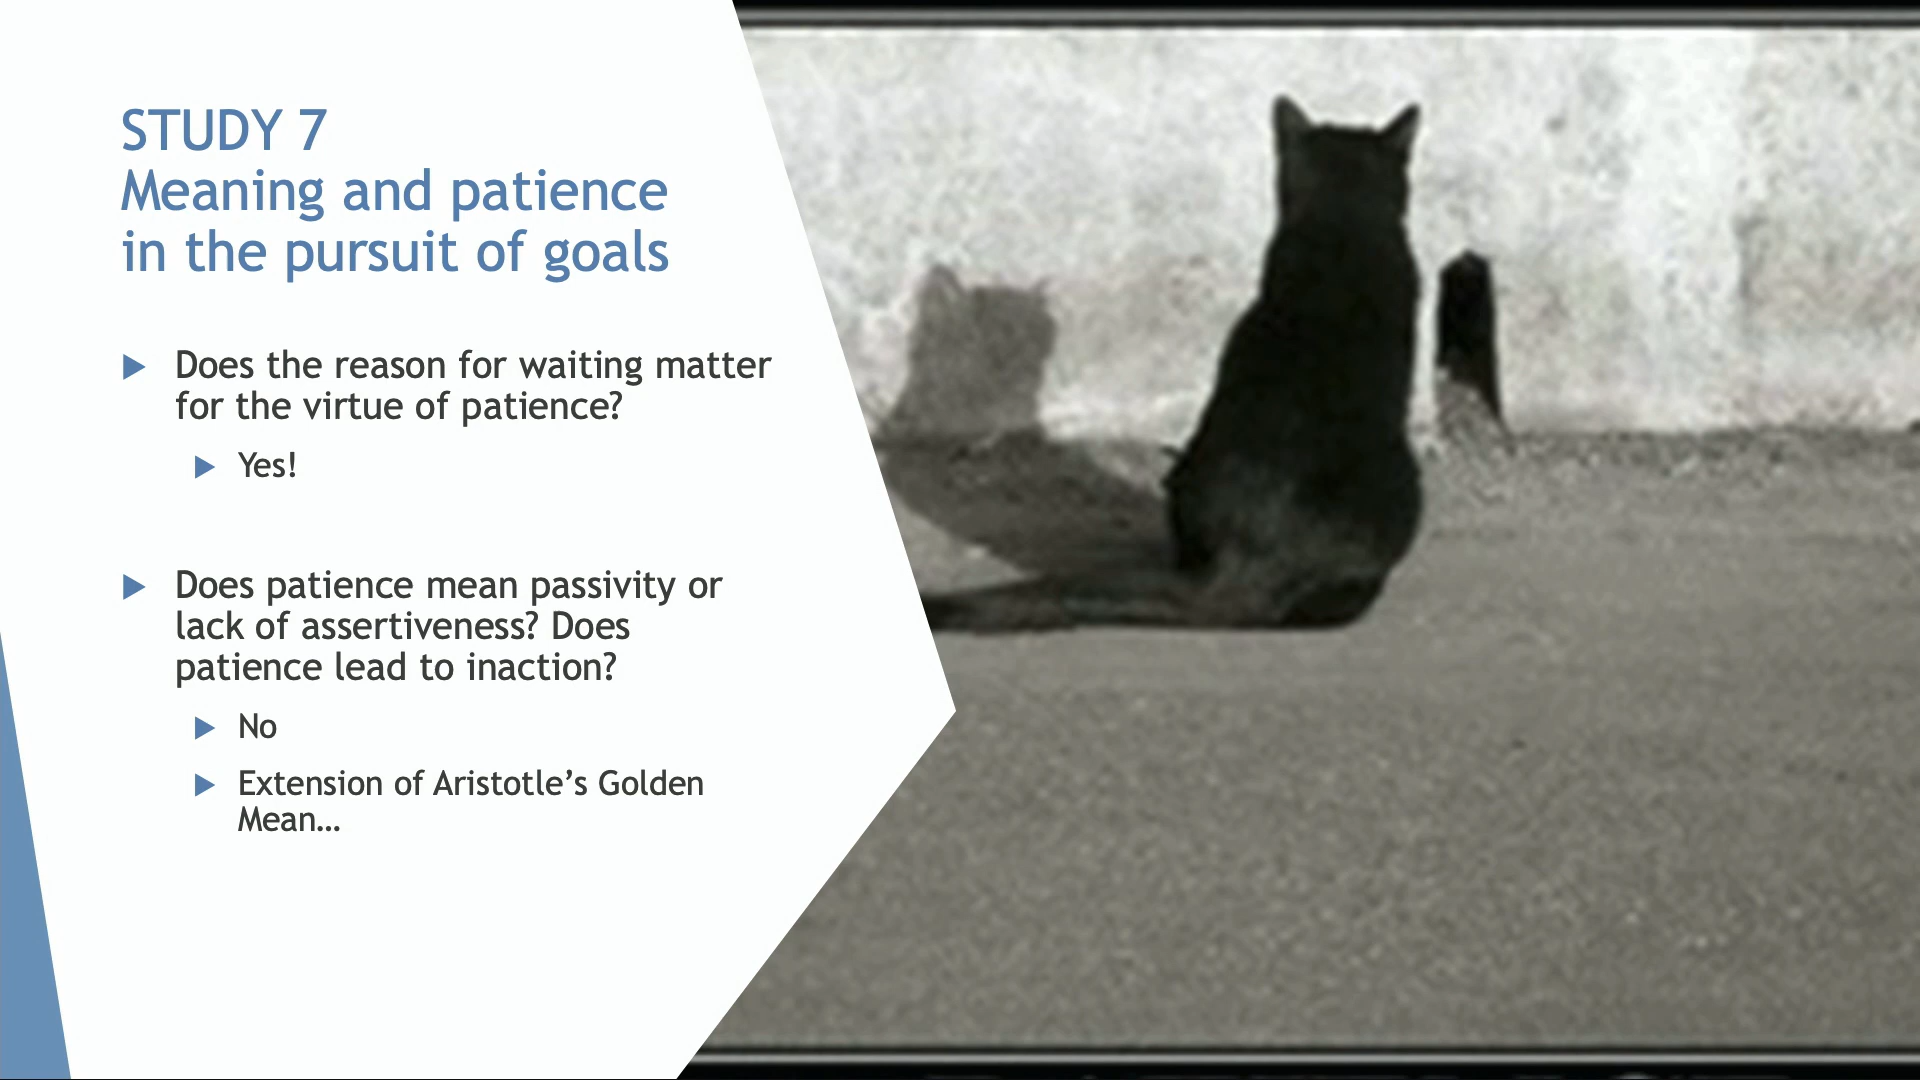 STUDY 7
Meaning and patience
in the pursuit of goals
Does the reason for waiting matter
for the virtue of patience?
Yes!
Does patience mean passivity or
lack of assertiveness? Does
patience lead to inaction?
No
Extension of Aristotle’s Golden
Mean…